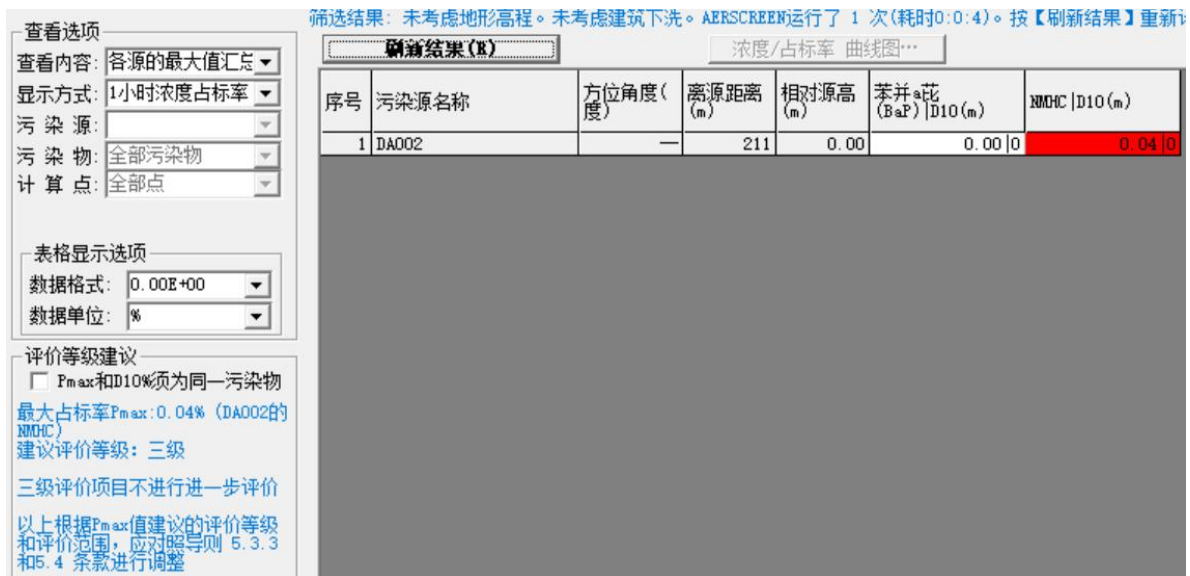 筛选结果: 未考虑地形高程。未考虑建筑下洗。AERSCREEN运行了 1 次(耗时0:0:4)。按【刷新结果】重新
查看选项
查看内容: 各源的最大值汇总
显示方式: 1小时浓度占标率
污 染 源:
污 染 物: 全部污染物
计 算 点: 全部点
表格显示选项
数据格式: 0.00E+00
数据单位: %
评价等级建议
Pmax和D10%须为同一污染物
最大占标率Pmax:0.04% (DA002的
NMHC)
建议评价等级: 三级
三级评价项目不进行进一步评价
以上根据Pmax值建议的评价等级
和评价范围,应对照导则 5.3.3
和5.4 条款进行调整
刷新结果(R)
浓度/占标率 曲线图…
序号 污染源名称 方位角度(度) 离源距离(m) 相对源高(m) 苯并a芘(BaP)|D10(m) NMHC|D10(m)
1 DA002 — 211 0.00 0.00|0 0.04|0